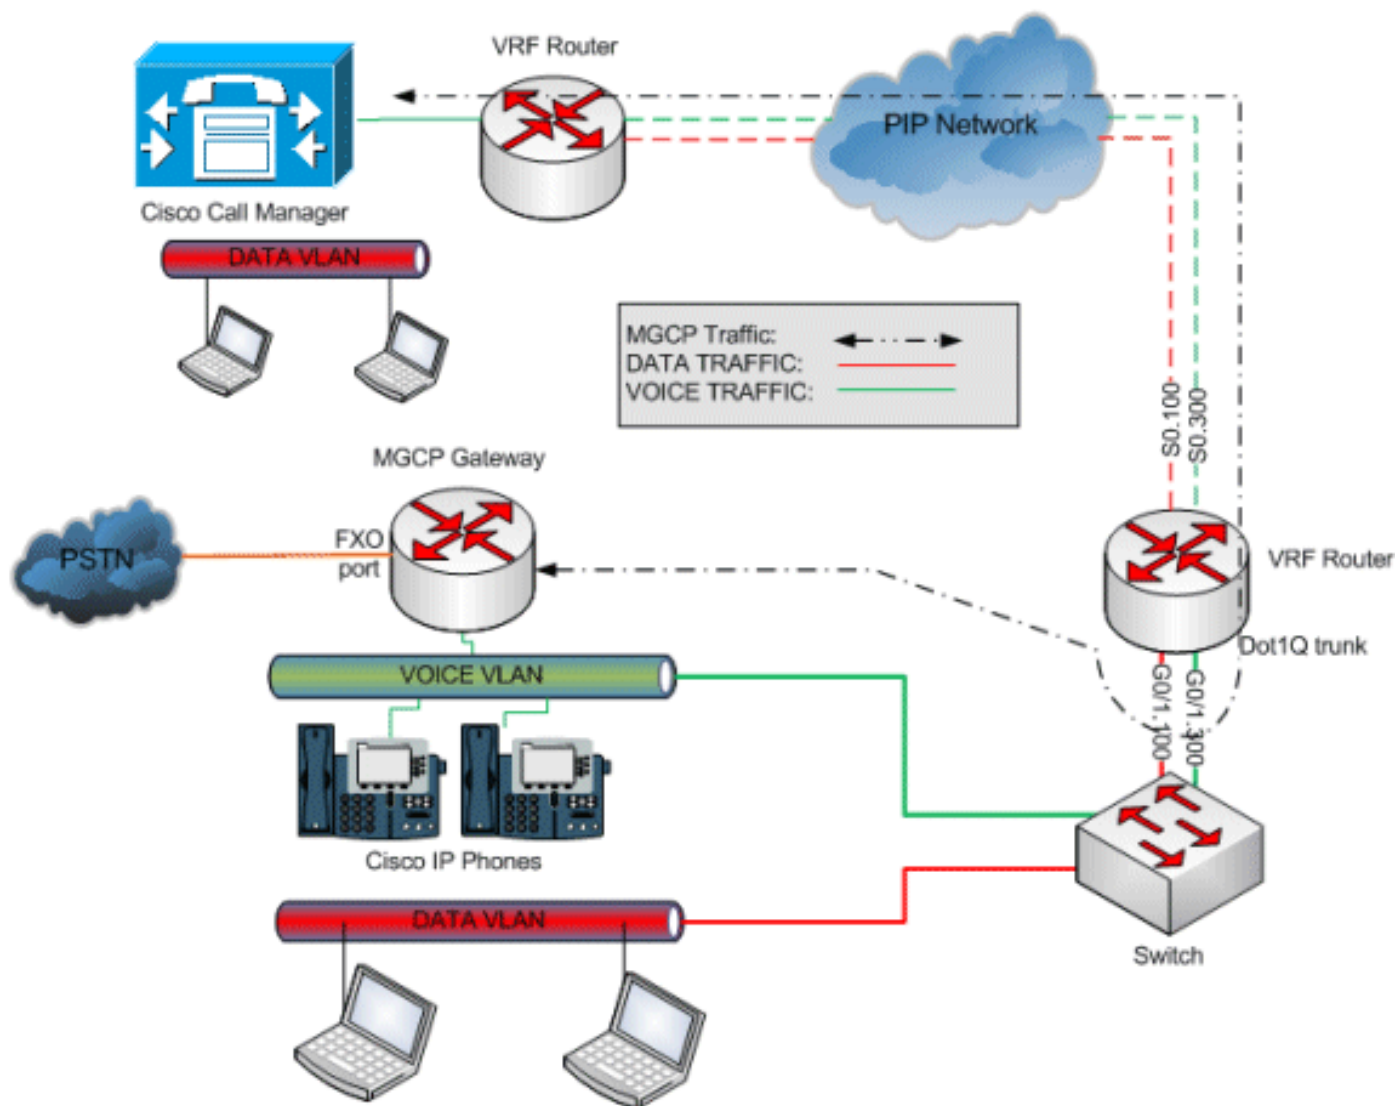 VRF Router
PIP Network
Cisco Call Manager
DATA VLAN
MGCP Traffic:
DATA TRAFFIC:
VOICE TRAFFIC:
S0.100
S0.300
MGCP Gateway
FXO
port
PSTN
VRF Router
Dot1Q trunk
VOICE VLAN
G0/1.100
G0/1.300
Cisco IP Phones
DATA VLAN
Switch